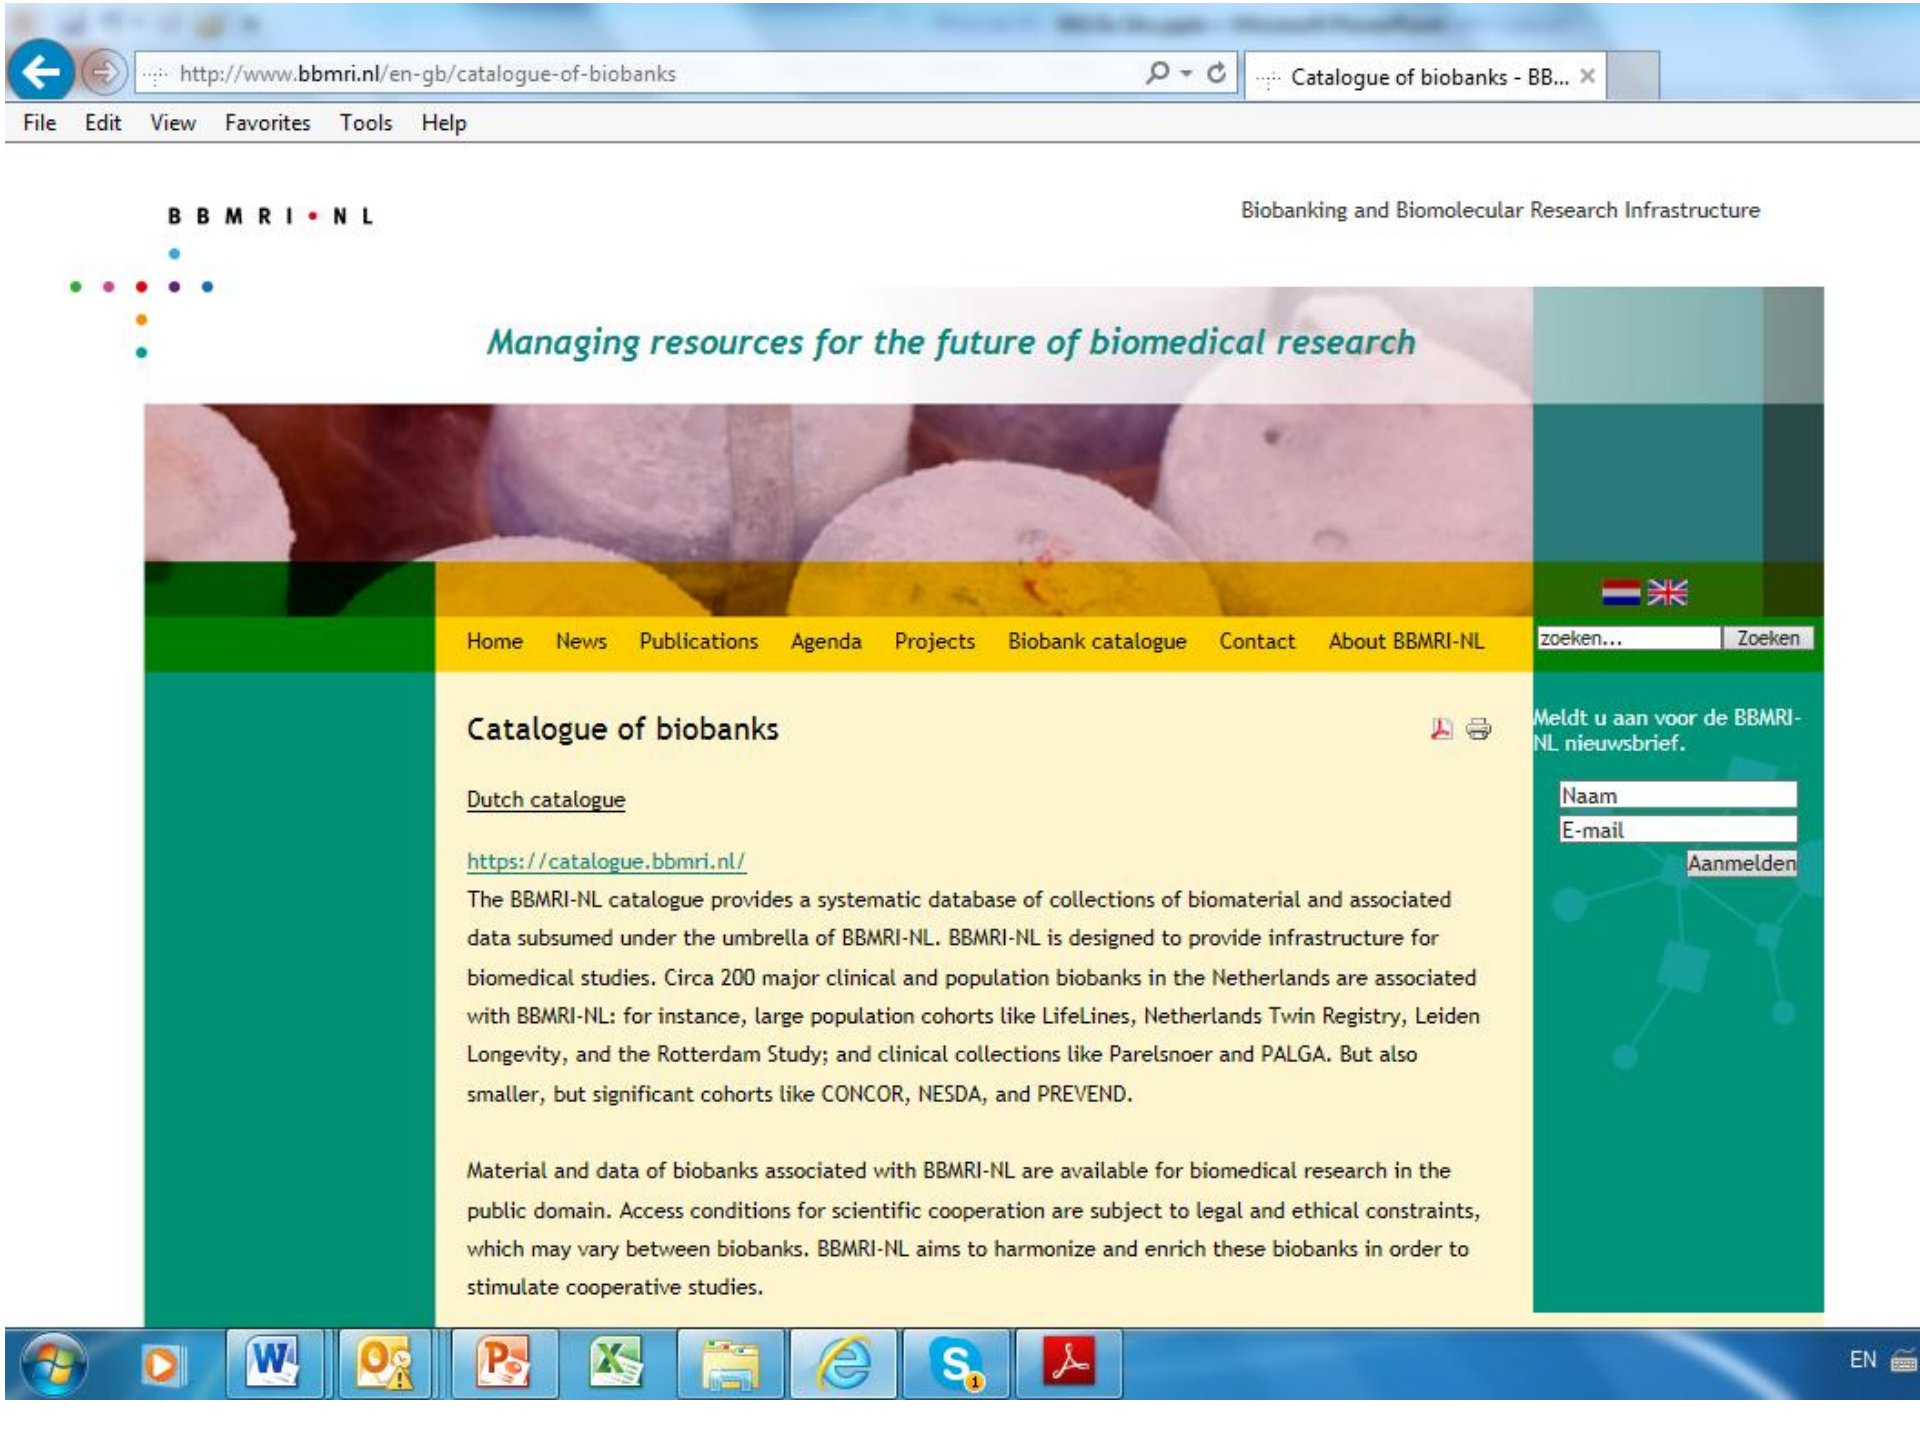 http://www.bbmri.nl/en-gb/catalogue-of-biobanks
Catalogue of biobanks - BB...
File Edit View Favorites Tools Help
BBMRI•NL
Biobanking and Biomolecular Research Infrastructure
Managing resources for the future of biomedical research
Home News Publications Agenda Projects Biobank catalogue Contact About BBMRI-NL
zoeken... Zoeken
Catalogue of biobanks
Dutch catalogue
https://catalogue.bbmri.nl/
The BBMRI-NL catalogue provides a systematic database of collections of biomaterial and associated
data subsumed under the umbrella of BBMRI-NL. BBMRI-NL is designed to provide infrastructure for
biomedical studies. Circa 200 major clinical and population biobanks in the Netherlands are associated
with BBMRI-NL: for instance, large population cohorts like LifeLines, Netherlands Twin Registry, Leiden
Longevity, and the Rotterdam Study; and clinical collections like Parelsnoer and PALGA. But also
smaller, but significant cohorts like CONCOR, NESDA, and PREVEND.
Material and data of biobanks associated with BBMRI-NL are available for biomedical research in the
public domain. Access conditions for scientific cooperation are subject to legal and ethical constraints,
which may vary between biobanks. BBMRI-NL aims to harmonize and enrich these biobanks in order to
stimulate cooperative studies.
Meldt u aan voor de BBMRI-
NL nieuwsbrief.
Naam
E-mail
Aanmelden
EN